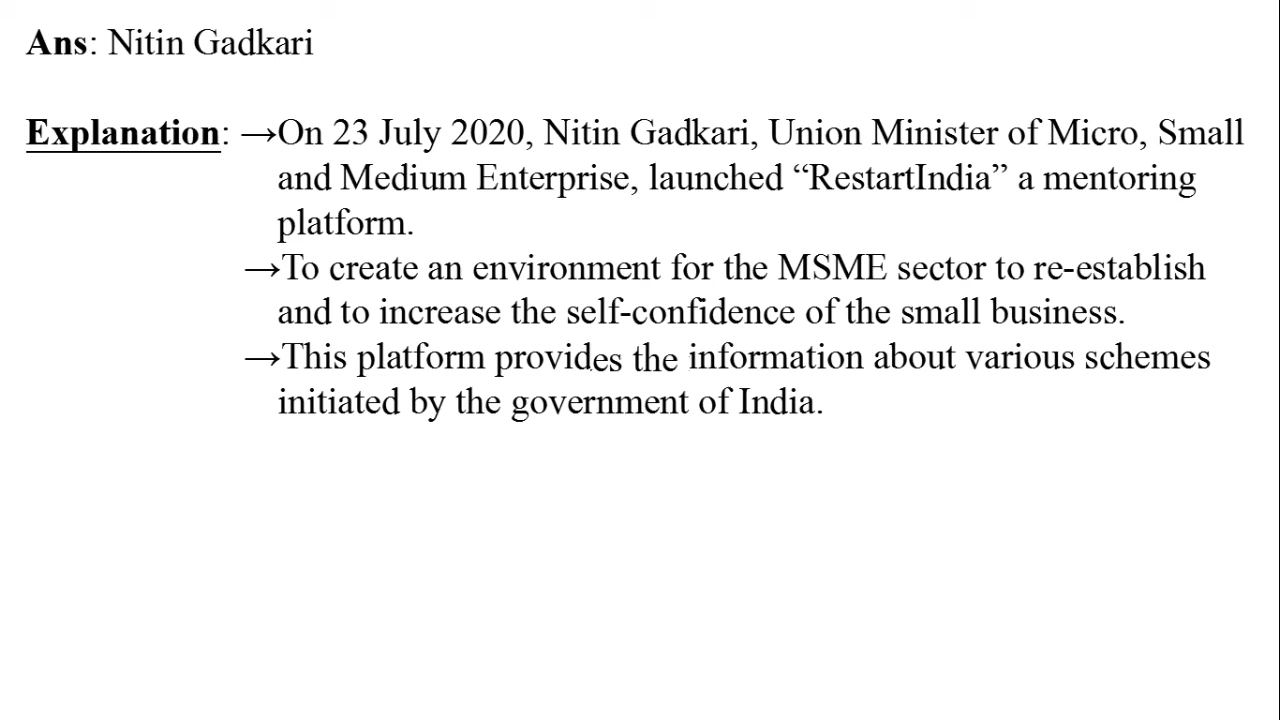 Ans: Nitin Gadkari
Explanation: →On 23 July 2020, Nitin Gadkari, Union Minister of Micro, Small
and Medium Enterprise, launched “RestartIndia” a mentoring
platform.
→To create an environment for the MSME sector to re-establish
and to increase the self-confidence of the small business.
→This platform provides the information about various schemes
initiated by the government of India.